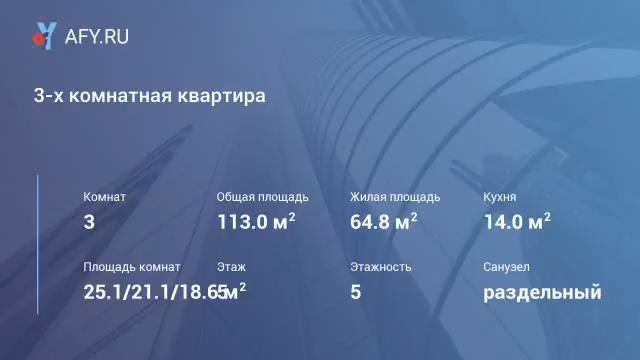 AFY.RU
3-х комнатная квартира
Комнат Общая площадь Жилая площадь Кухня
3 113.0 м² 64.8 м² 14.0 м²
Площадь комнат Этаж Этажность Санузел
25.1/21.1/18.6 м² 5 5 раздельный